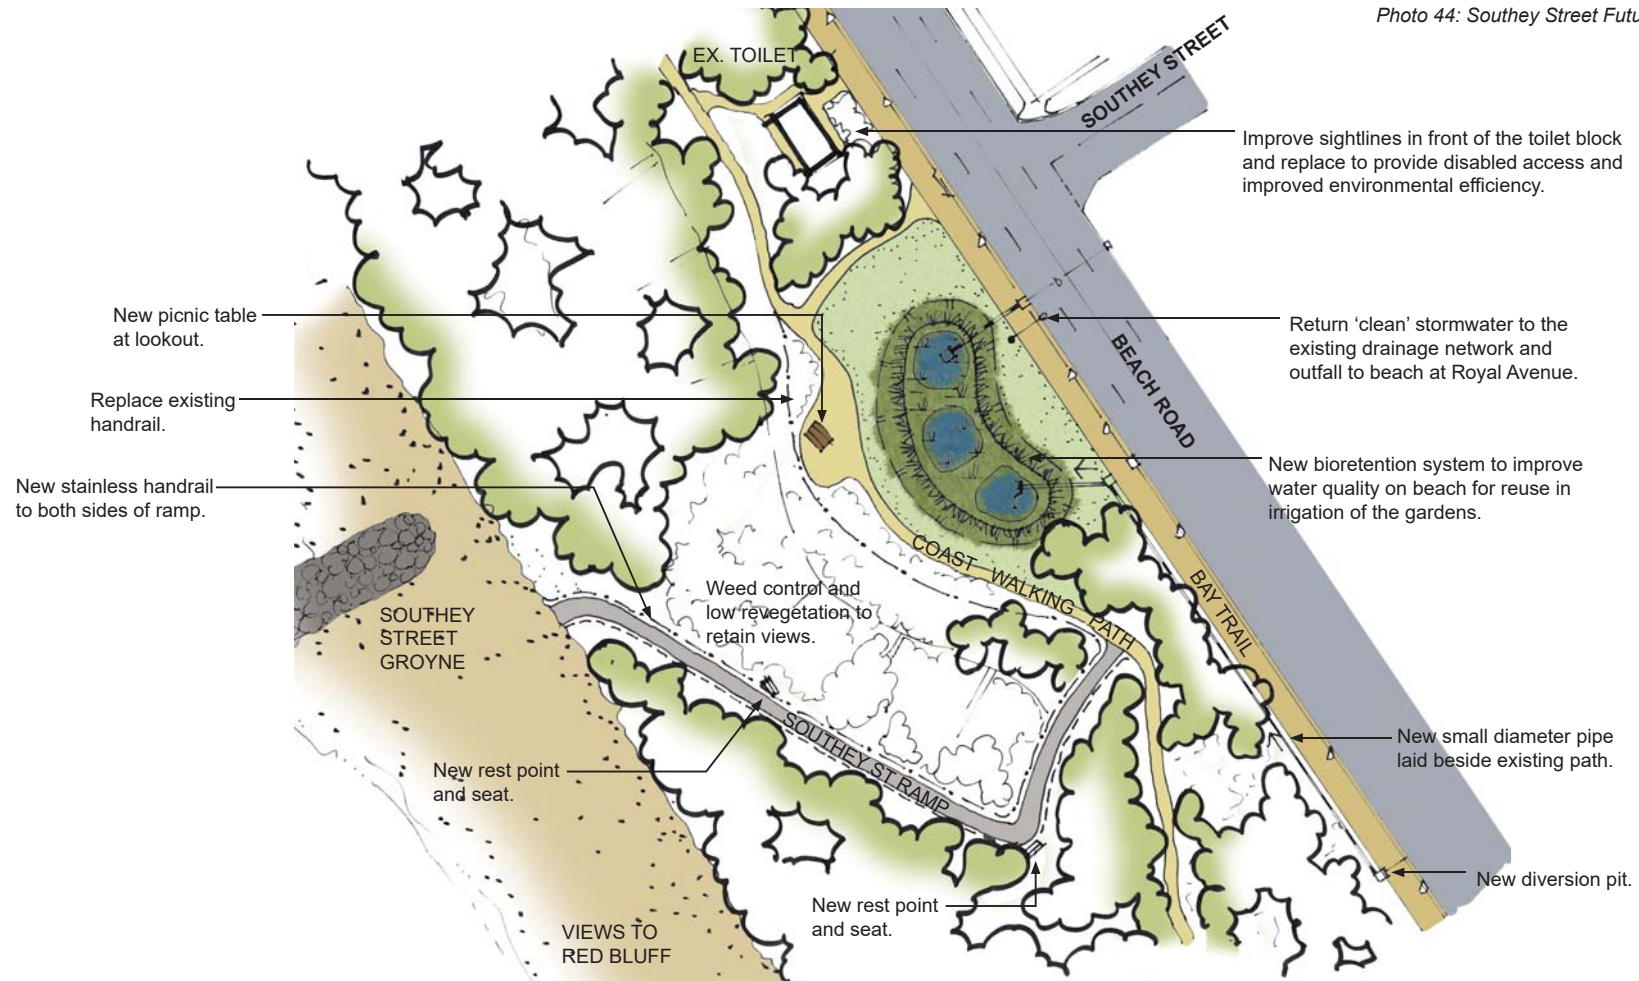 Photo 44: Southey Street Futu
EX. TOILET
SOUTHEY STREET
Improve sightlines in front of the toilet block
and replace to provide disabled access and
improved environmental efficiency.
New picnic table
at lookout.
Return ‘clean’ stormwater to the
existing drainage network and
outfall to beach at Royal Avenue.
BEACH ROAD
Replace existing
handrail.
New bioretention system to improve
water quality on beach for reuse in
irrigation of the gardens.
New stainless handrail
to both sides of ramp.
COAST WALKING PATH
BAY TRAIL
Weed control and
low revegetation to
retain views.
SOUTHEY
STREET
GROYNE
SOUTHEY ST RAMP
New small diameter pipe
laid beside existing path.
New rest point
and seat.
New diversion pit.
New rest point
and seat.
VIEWS TO
RED BLUFF